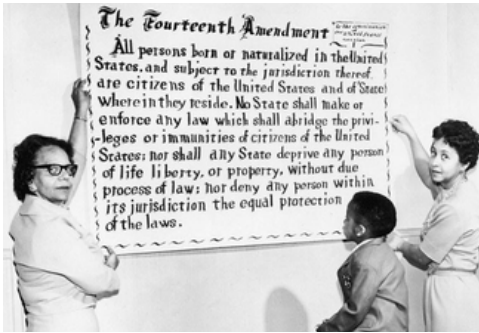 The Fourteenth Amendment
All persons born or naturalized in the United
States, and subject to the jurisdiction thereof,
are citizens of the United States and of State
wherein they reside. No State shall make or
enforce any law which shall abridge the privi-
leges or immunities of citizens of the United
States; nor shall any State deprive any person
of life liberty, or property, without due
process of law; nor deny any person within
its jurisdiction the equal protection
of the laws.